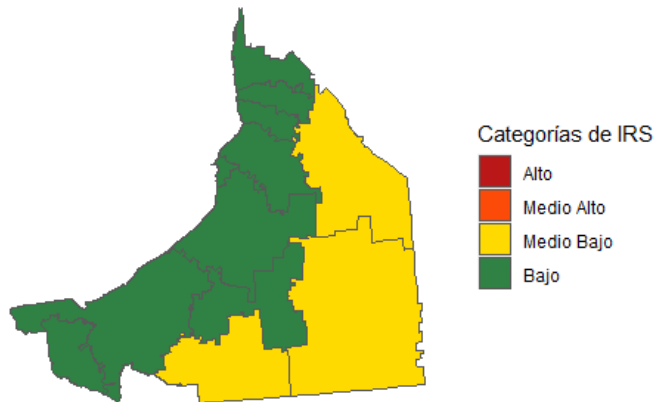 Categorías de IRS
Alto
Medio Alto
Medio Bajo
Bajo